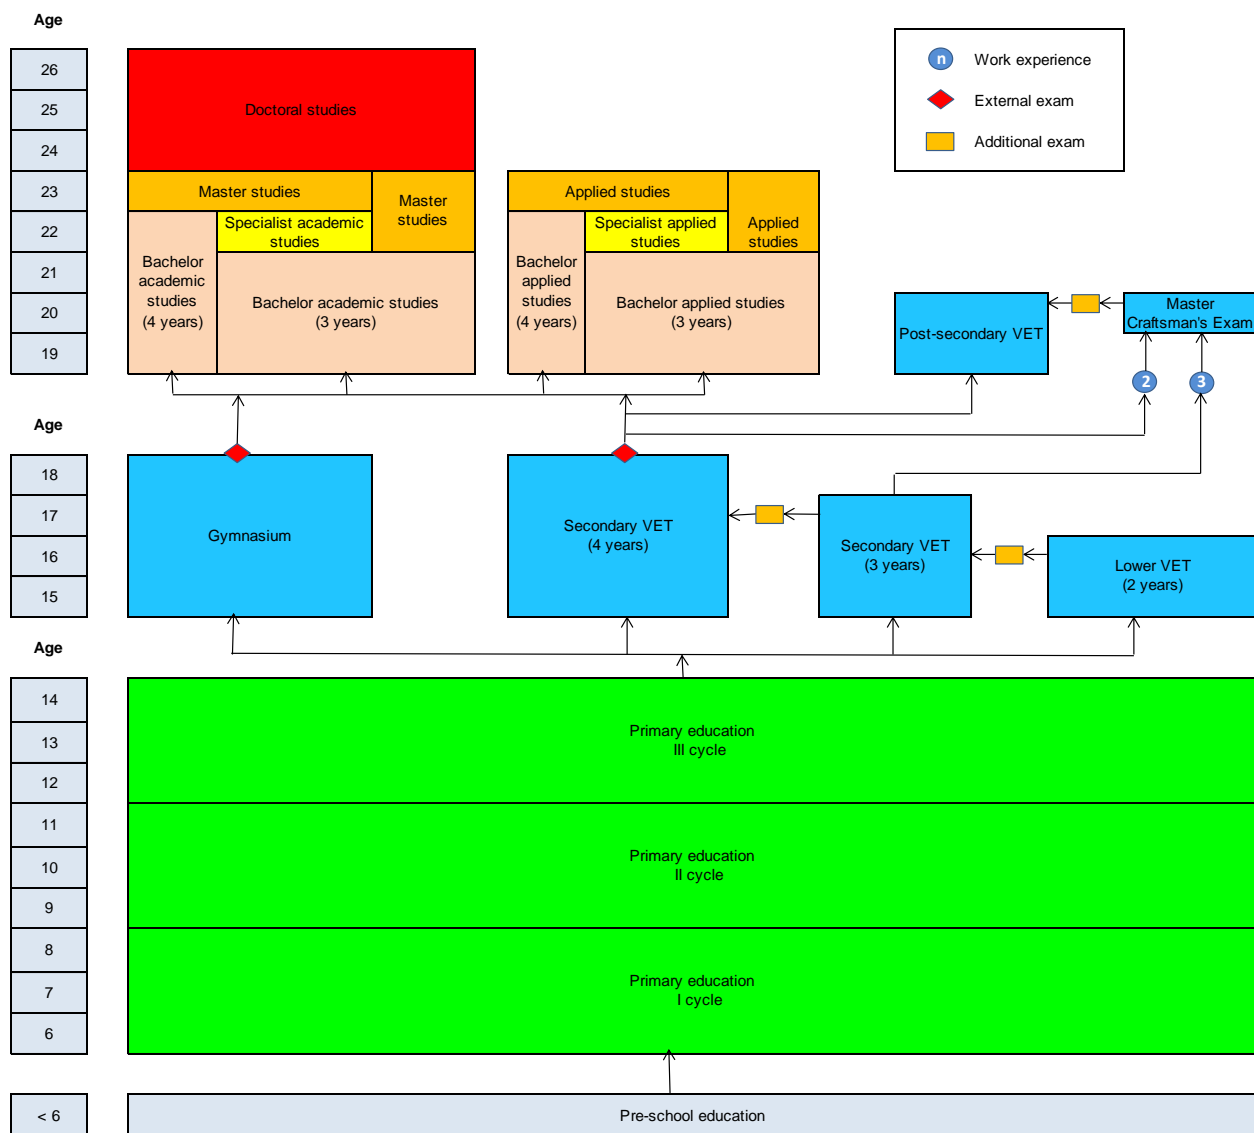 Age
26
25
24
23
22
21
20
19
Doctoral studies
Master studies
Master
studies
Specialist academic
studies
Bachelor
academic
studies
(4 years)
Bachelor academic studies
(3 years)
Applied studies
Applied
studies
Specialist applied
studies
Bachelor
applied
studies
(4 years)
Bachelor applied studies
(3 years)
n
Work experience
External exam
Additional exam
Post-secondary VET
Master
Craftsman's Exam
2
3
Age
18
17
16
15
Gymnasium
Secondary VET
(4 years)
Secondary VET
(3 years)
Lower VET
(2 years)
Age
14
13
12
11
10
9
8
7
6
Primary education
III cycle
Primary education
II cycle
Primary education
I cycle
< 6
Pre-school education